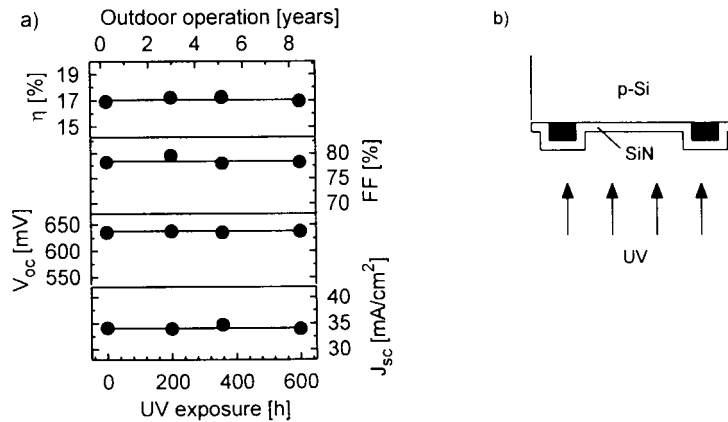 a)
Outdoor operation [years]
0 2 4 6 8
η [%]
19
17
15
FF [%]
80
75
70
V_oc [mV]
650
600
550
J_sc [mA/cm²]
40
35
30
0 200 400 600
UV exposure [h]
b)
p-Si
SiN
UV